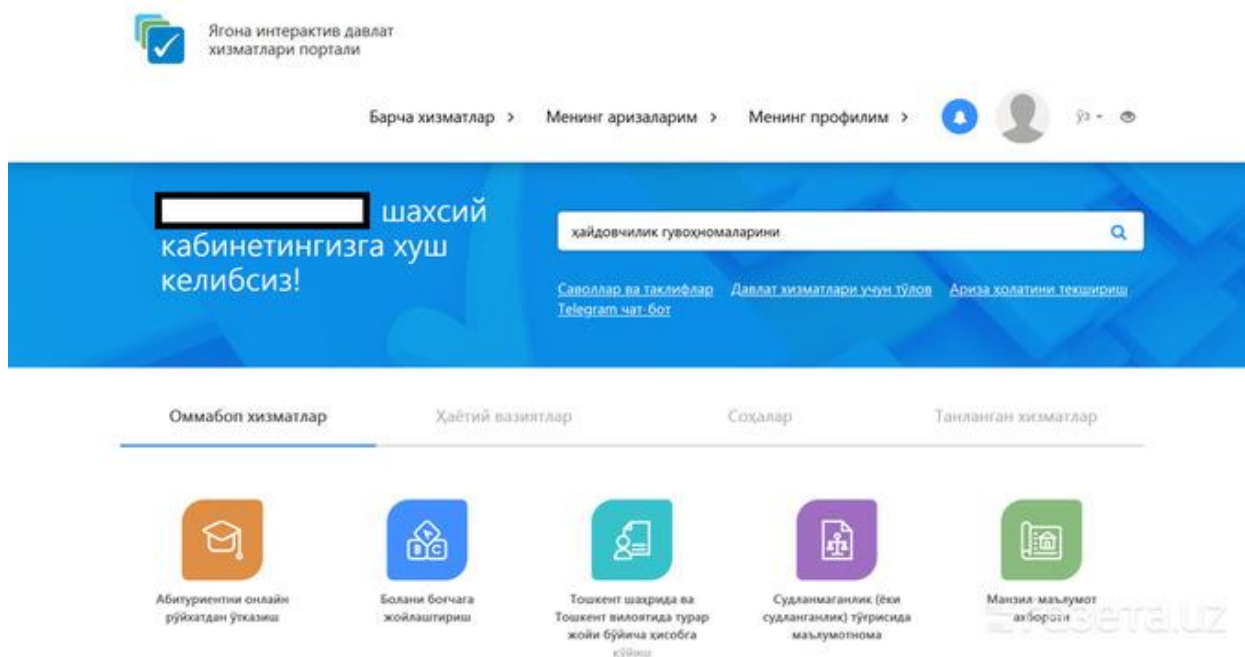 Ягона интерактив давлат
хизматлари портали
Барча хизматлар >
Менинг аризаларим >
Менинг профилим >
ўз
шахсий
кабинетингизга хуш
келибсиз!
ҳайдовчилик гувоҳномаларини
Саволлар ва таклифлар
Давлат хизматлари учун тўлов
Ариза ҳолатини текшириш
Telegram чат-бот
Оммабоп хизматлар
Ҳаётий вазиятлар
Соҳалар
Танланган хизматлар
B C
Абитуриентни онлайн
рўйхатдан ўтказиш
Болани боғчага
жойлаштириш
Тошкент шаҳрида ва
Тошкент вилоятида турар
жойи бўйича ҳисобга
қўйиш
Судланмаганлик (ёки
судланганлик) тўғрисида
маълумотнома
Манзил-маълумот
ахбороти
газета.uz